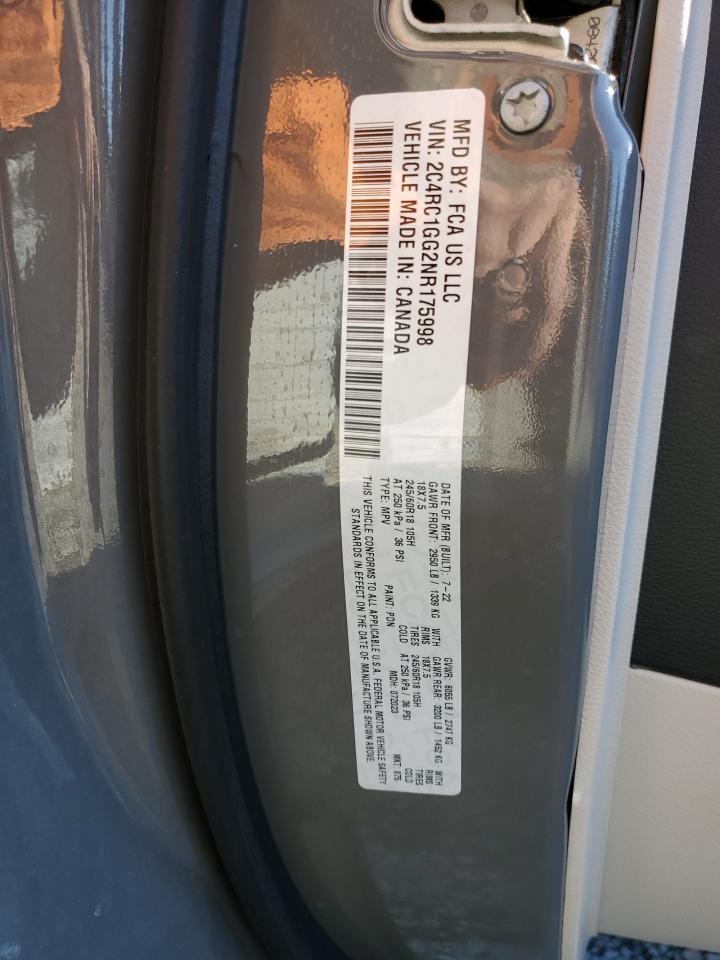 MFD BY: FCA US LLC
VIN: 2C4RC1GG2NR175998
VEHICLE MADE IN: CANADA
DATE OF MFR (BUILT): 7-22 GVWR: 6055 LB / 2747 KG
GAWR FRONT: 2950 LB / 1339 KG WITH GAWR REAR: 3200 LB / 1452 KG WITH
18X7.5 RIMS 18X7.5 RIMS
245/60R18 105H TIRES 245/60R18 105H TIRES
AT 250 kPa / 36 PSI COLD AT 250 kPa / 36 PSI COLD
TYPE: MPV PAINT: PDN MDH: 072023 MKT: 875
THIS VEHICLE CONFORMS TO ALL APPLICABLE U.S.A. FEDERAL MOTOR VEHICLE SAFETY
STANDARDS IN EFFECT ON THE DATE OF MANUFACTURE SHOWN ABOVE.